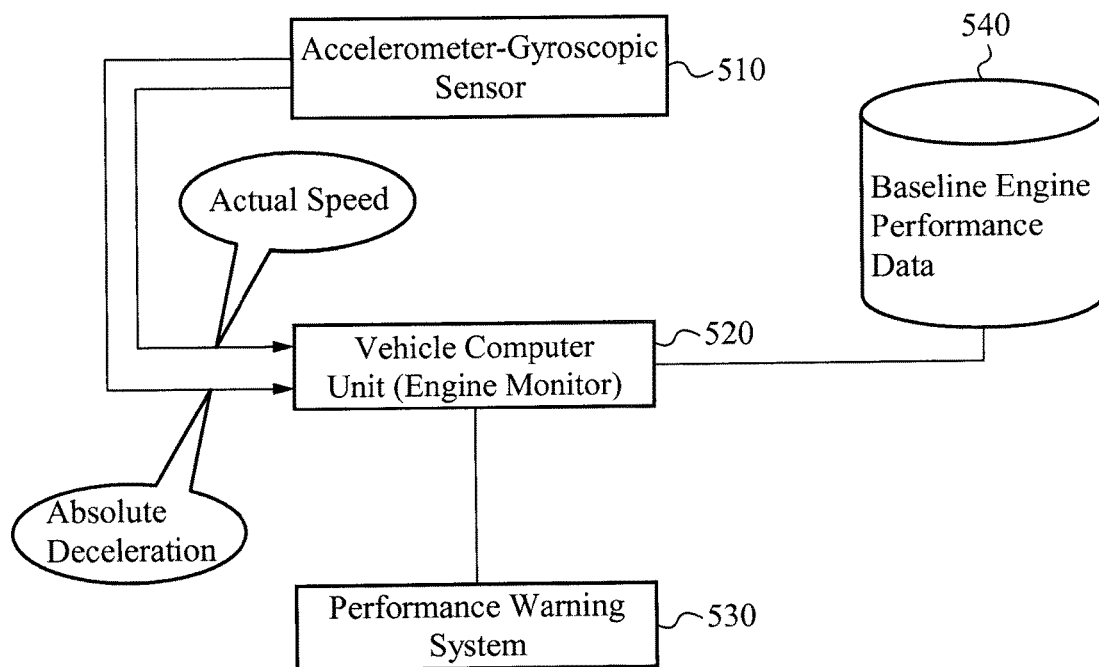 Accelerometer-Gyroscopic
Sensor
510
540
Actual Speed
Baseline Engine
Performance
Data
Vehicle Computer
Unit (Engine Monitor)
520
Absolute
Deceleration
Performance Warning
System
530